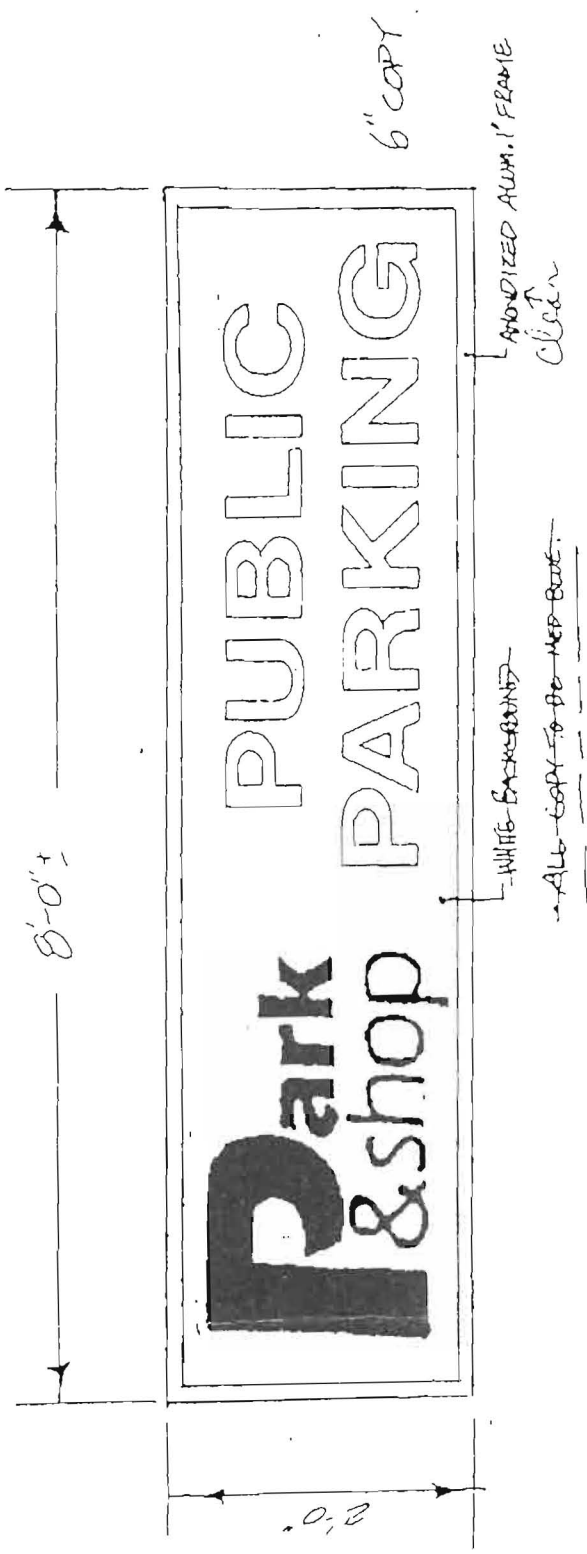 8'-0"±
2'-0"
Park
&shop
PUBLIC
PARKING
6" COPY
WHITE BACKGROUND
ANODIZED ALUM. 1" FRAME
Clear
- ALL COPY TO BE MED BLUE.